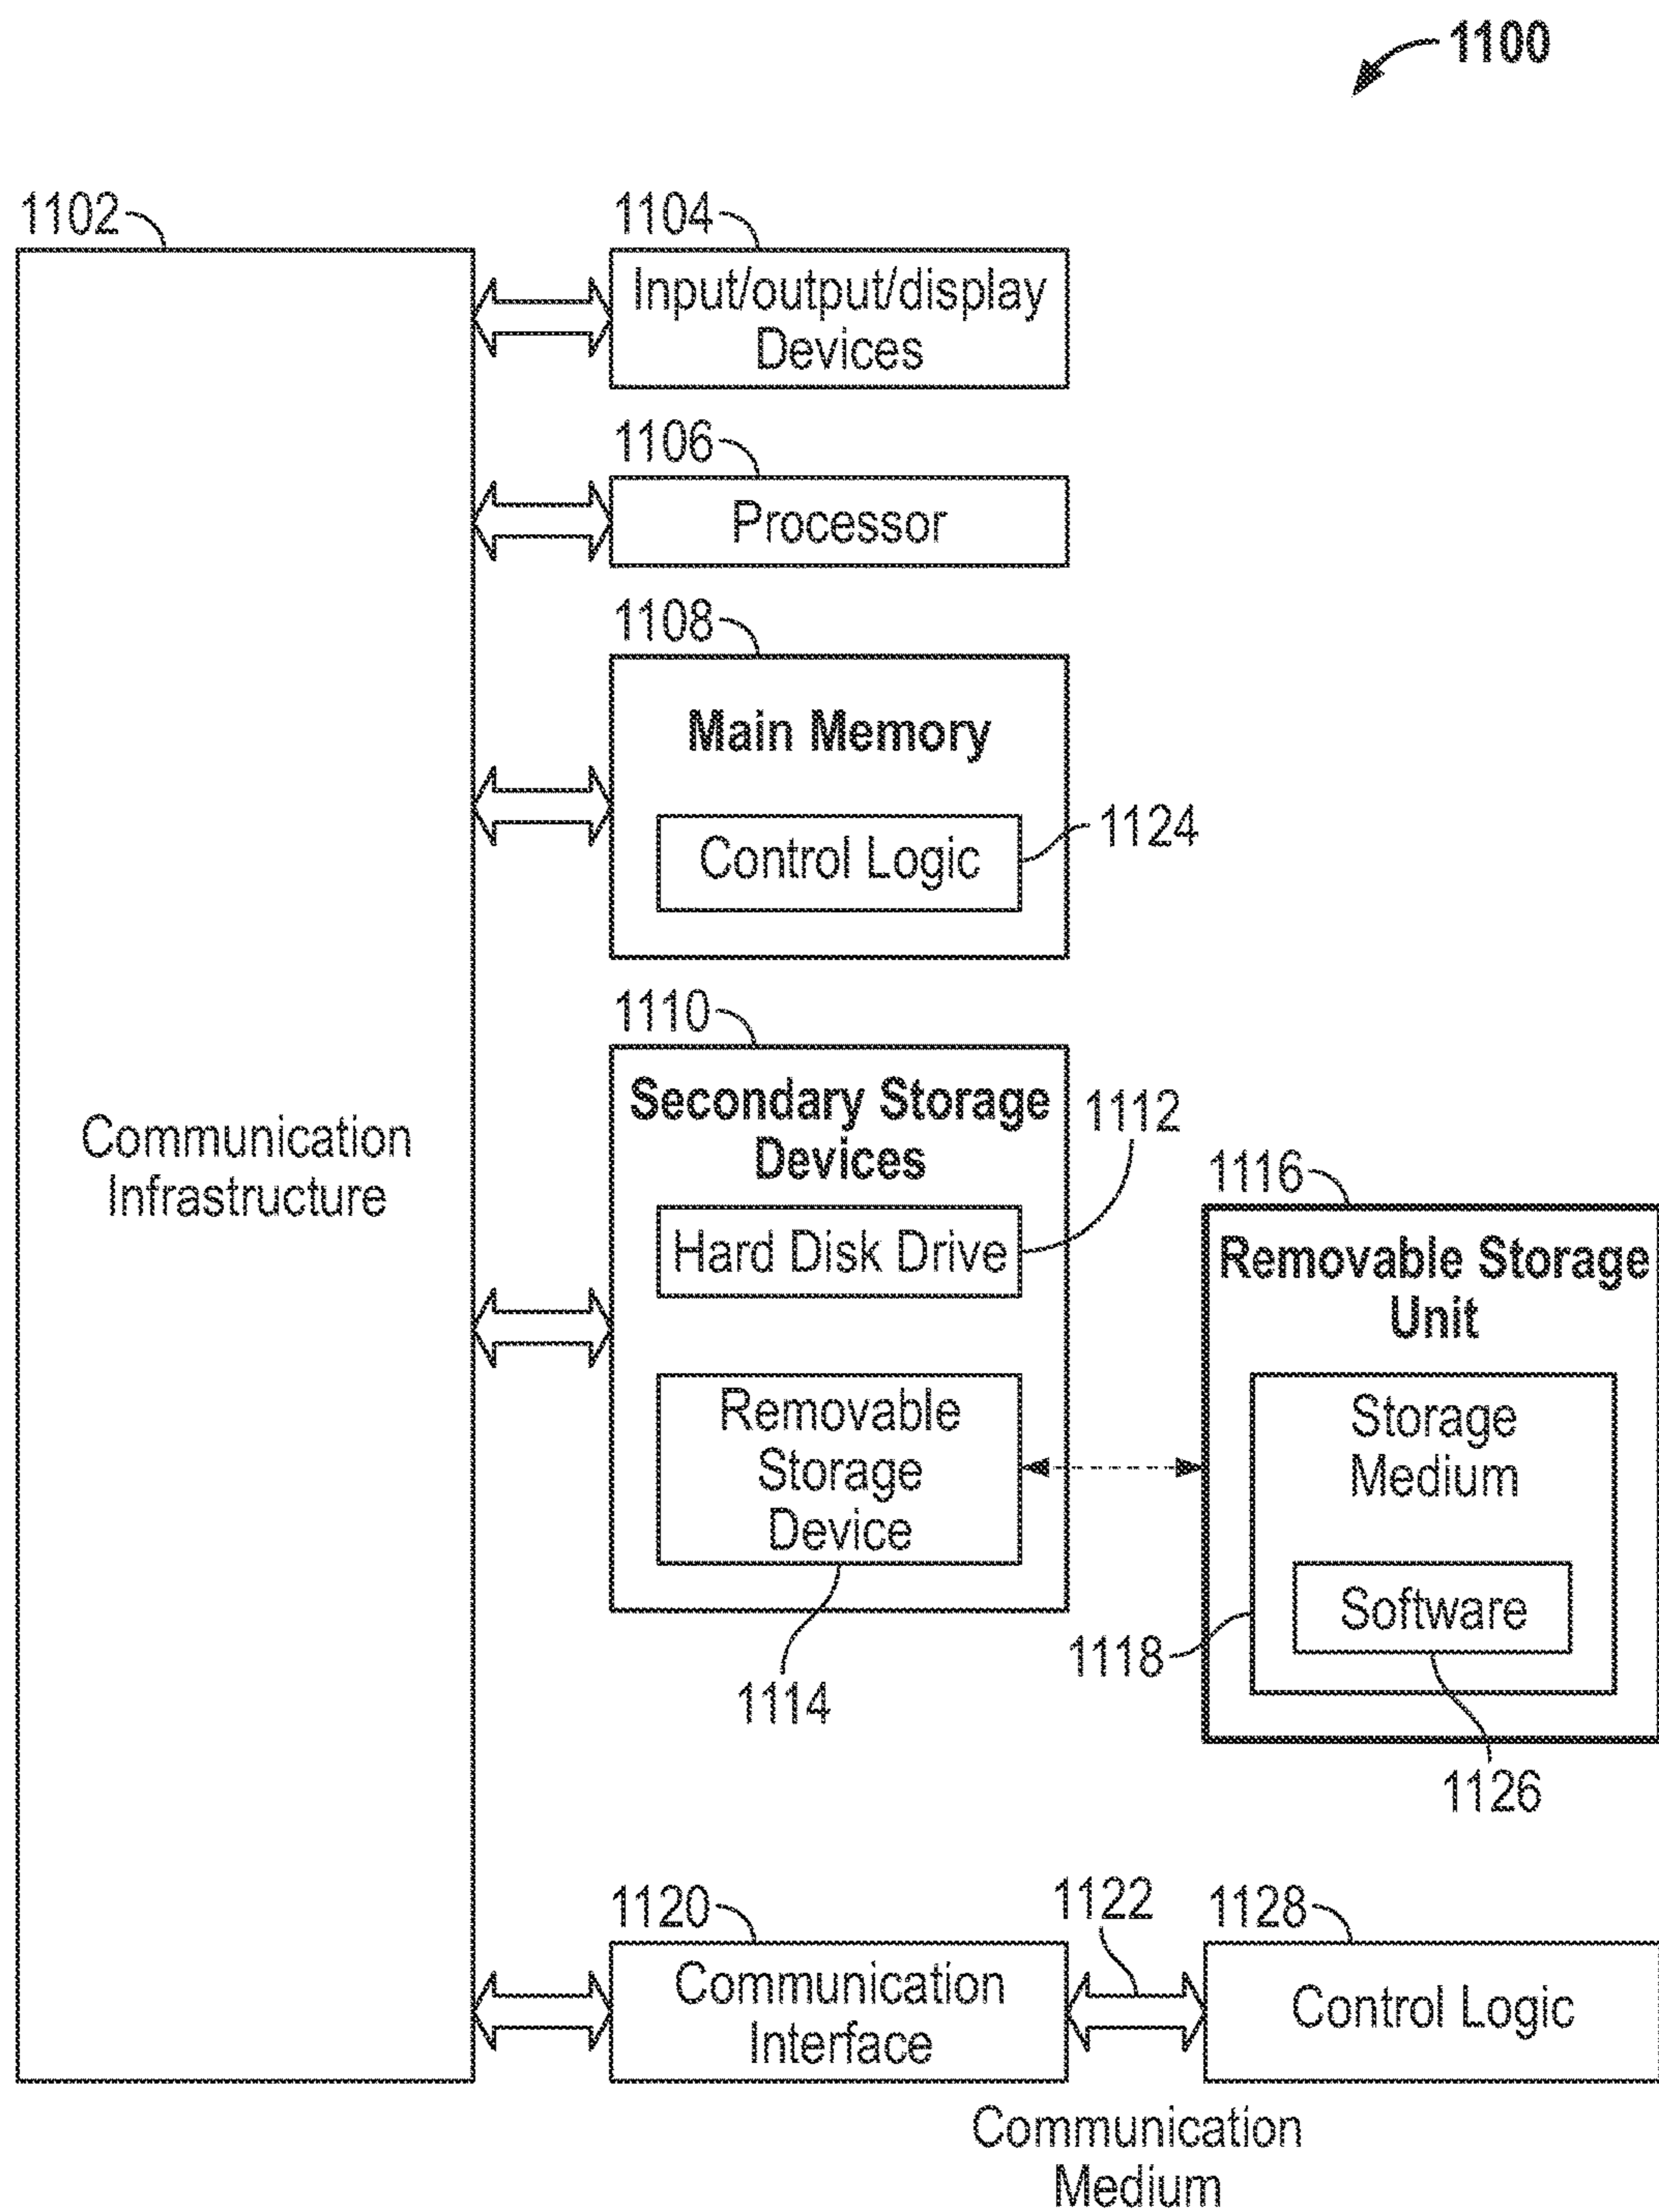 1100
1102
1104
Input/output/display
Devices
1106
Processor
1108
Main Memory
Control Logic
1124
1110
Secondary Storage
Devices
1112
Hard Disk Drive
Communication
Infrastructure
1116
Removable Storage
Unit
Removable
Storage
Device
1114
Storage
Medium
Software
1118
1126
1120
Communication
Interface
1122
1128
Control Logic
Communication
Medium